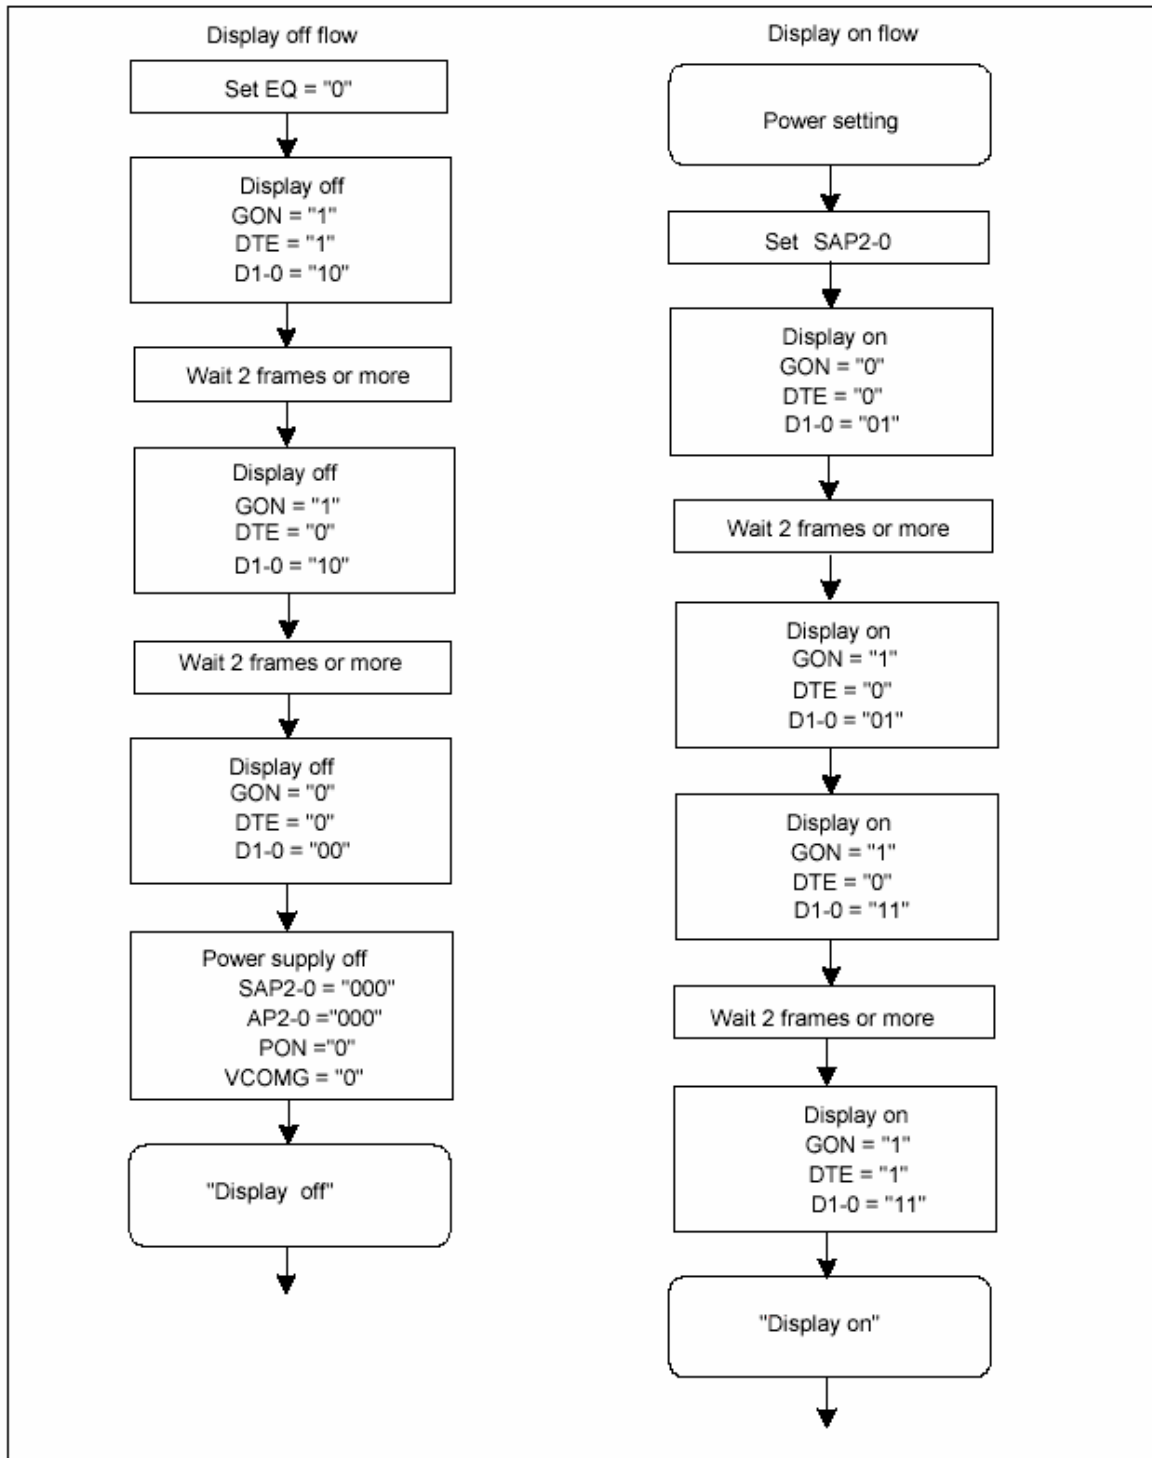 Display off flow
Set EQ = "0"
Display off
GON = "1"
DTE = "1"
D1-0 = "10"
Wait 2 frames or more
Display off
GON = "1"
DTE = "0"
D1-0 = "10"
Wait 2 frames or more
Display off
GON = "0"
DTE = "0"
D1-0 = "00"
Power supply off
SAP2-0 = "000"
AP2-0 ="000"
PON ="0"
VCOMG = "0"
"Display off"
Display on flow
Power setting
Set SAP2-0
Display on
GON = "0"
DTE = "0"
D1-0 = "01"
Wait 2 frames or more
Display on
GON = "1"
DTE = "0"
D1-0 = "01"
Display on
GON = "1"
DTE = "0"
D1-0 = "11"
Wait 2 frames or more
Display on
GON = "1"
DTE = "1"
D1-0 = "11"
"Display on"